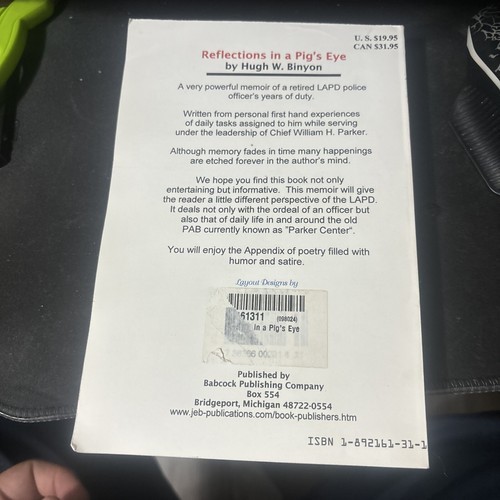 U. S. $19.95
CAN $31.95
Reflections in a Pig's Eye
by Hugh W. Binyon
A very powerful memoir of a retired LAPD police
officer's years of duty.
Written from personal first hand experiences
of daily tasks assigned to him while serving
under the leadership of Chief William H. Parker.
Although memory fades in time many happenings
are etched forever in the author's mind.
We hope you find this book not only
entertaining but informative. This memoir will give
the reader a little different perspective of the LAPD.
It deals not only with the ordeal of an officer but
also that of daily life in and around the old
PAB currently known as "Parker Center".
You will enjoy the Appendix of poetry filled with
humor and satire.
Layout Designs by
51311 (098024)
in a Pig's Eye
Published by
Babcock Publishing Company
Box 554
Bridgeport, Michigan 48722-0554
www.jeb-publications.com/book-publishers.htm
ISBN 1-892161-31-1